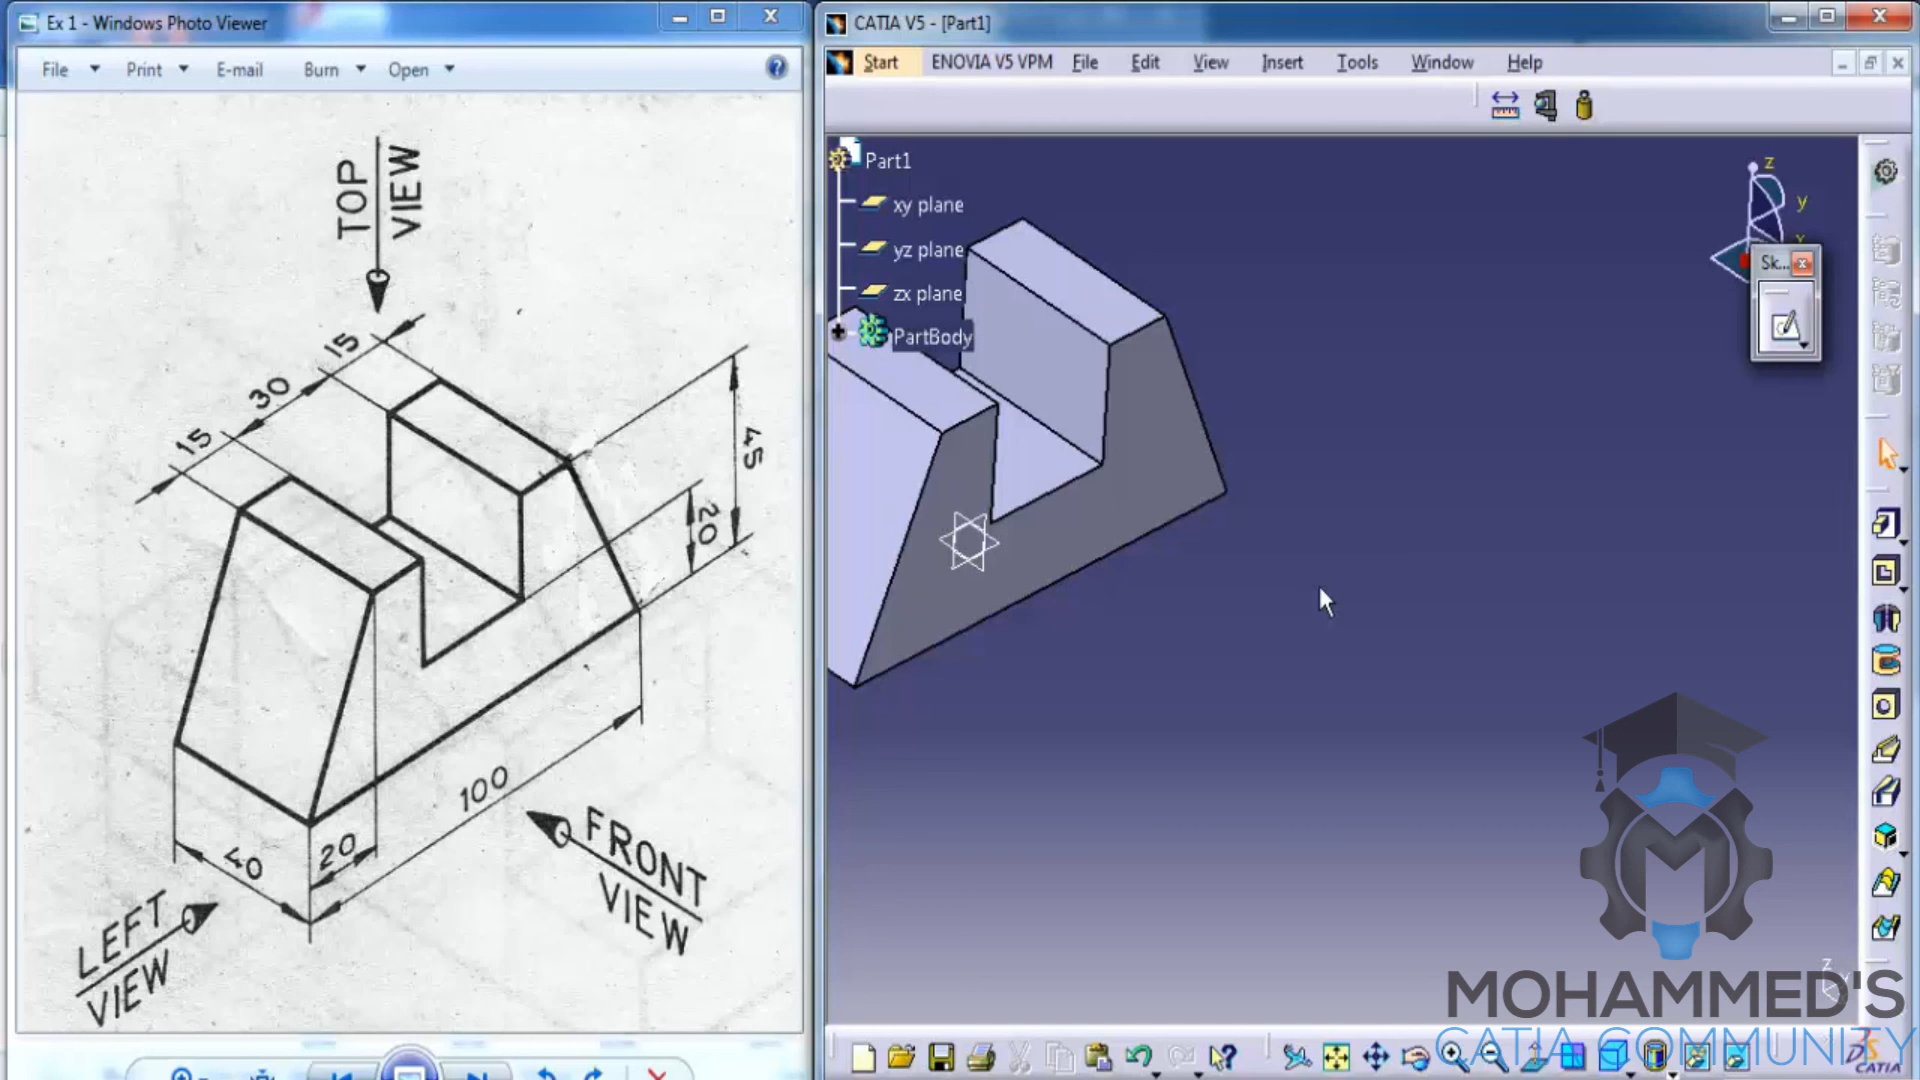 Ex 1 - Windows Photo Viewer
File Print E-mail Burn Open
TOP
VIEW
15
30
15
45
20
100
40
20
FRONT
VIEW
LEFT
VIEW
CATIA V5 - [Part1]
Start ENOVIA V5 VPM File Edit View Insert Tools Window Help
Part1
xy plane
yz plane
zx plane
PartBody
z
y
Sk...
MOHAMMED'S
CATIA COMMUNITY
CATIA